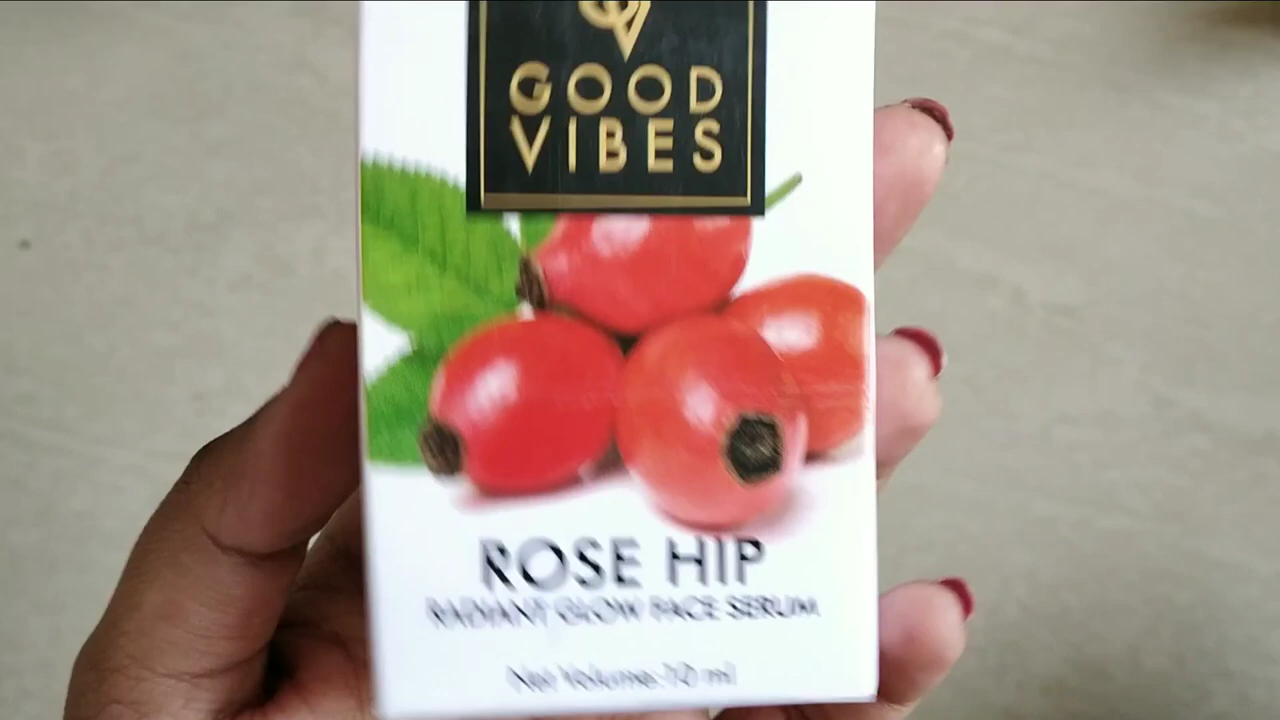 GOOD
VIBES
ROSE HIP
RADIANT GLOW FACE SERUM
Net Volume:10 ml